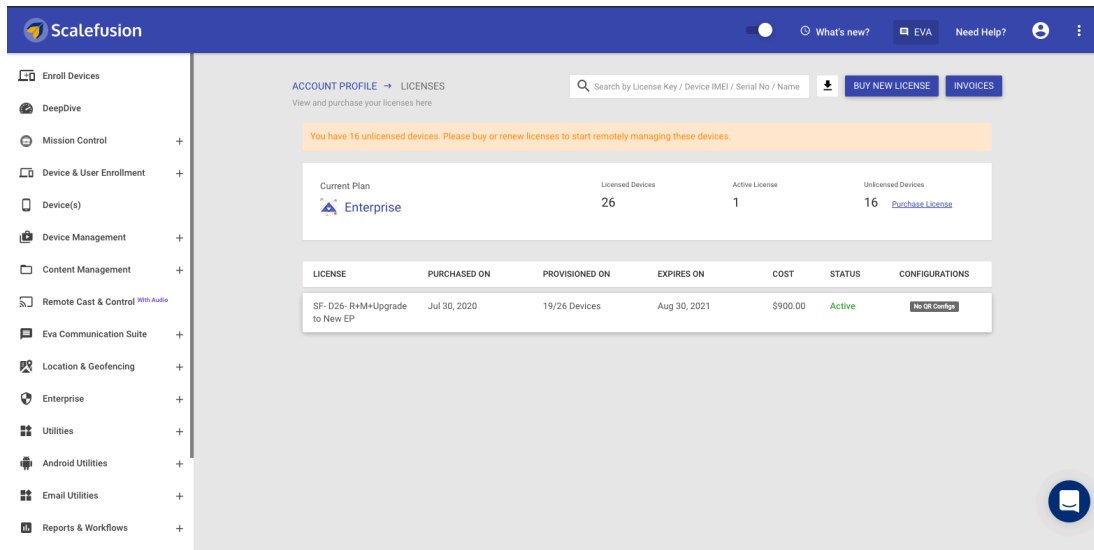 Scalefusion
What's new?
EVA
Need Help?
Enroll Devices
DeepDive
Mission Control
Device & User Enrollment
Device(s)
Device Management
Content Management
Remote Cast & Control With Audio
Eva Communication Suite
Location & Geofencing
Enterprise
Utilities
Android Utilities
Email Utilities
Reports & Workflows
ACCOUNT PROFILE → LICENSES
View and purchase your licenses here
Search by License Key / Device IMEI / Serial No / Name
BUY NEW LICENSE
INVOICES
You have 16 unlicensed devices. Please buy or renew licenses to start remotely managing these devices.
Current Plan
Enterprise
Licensed Devices
26
Active License
1
Unlicensed Devices
16 Purchase License
LICENSE PURCHASED ON PROVISIONED ON EXPIRES ON COST STATUS CONFIGURATIONS
SF- D26- R+M+Upgrade Jul 30, 2020 19/26 Devices Aug 30, 2021 $900.00 Active No QR Configs
to New EP